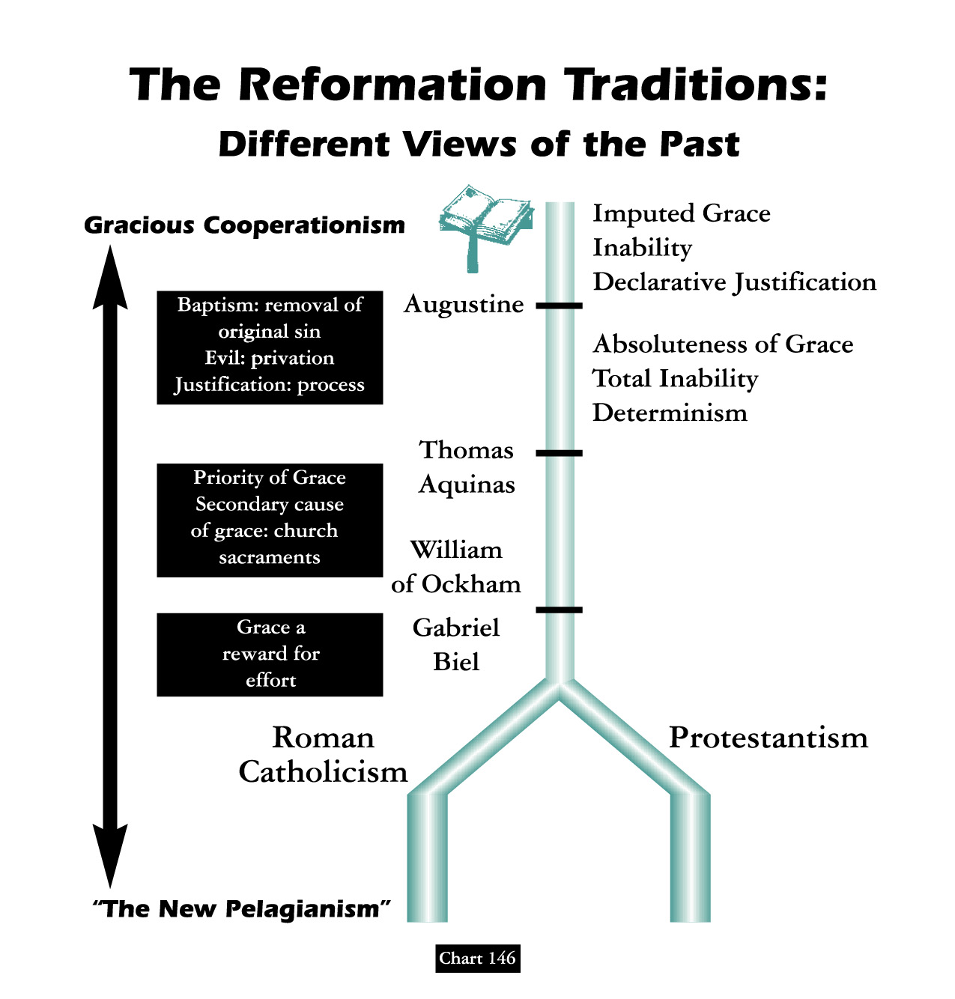 The Reformation Traditions:
Different Views of the Past
Gracious Cooperationism
Imputed Grace
Inability
Declarative Justification
Augustine
Baptism: removal of
original sin
Evil: privation
Justification: process
Absoluteness of Grace
Total Inability
Determinism
Thomas
Aquinas
Priority of Grace
Secondary cause
of grace: church
sacraments
William
of Ockham
Gabriel
Biel
Grace a
reward for
effort
Roman
Catholicism
Protestantism
“The New Pelagianism”
Chart 146